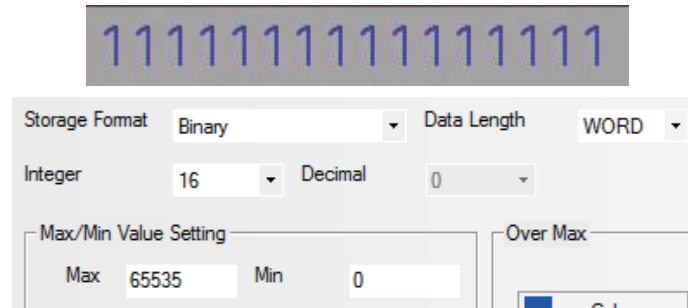 1111111111111111
Storage Format Binary Data Length WORD
Integer 16 Decimal 0
Max/Min Value Setting Over Max
Max 65535 Min 0